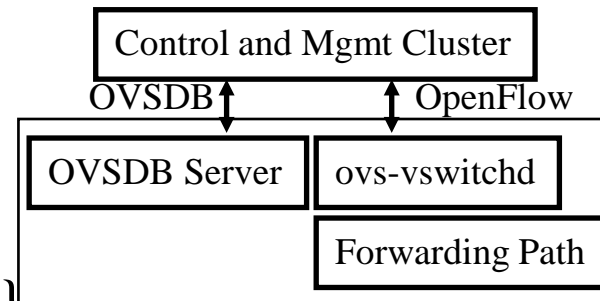 Control and Mgmt Cluster
OVSDB OpenFlow
OVSDB Server ovs-vswitchd
Forwarding Path
}